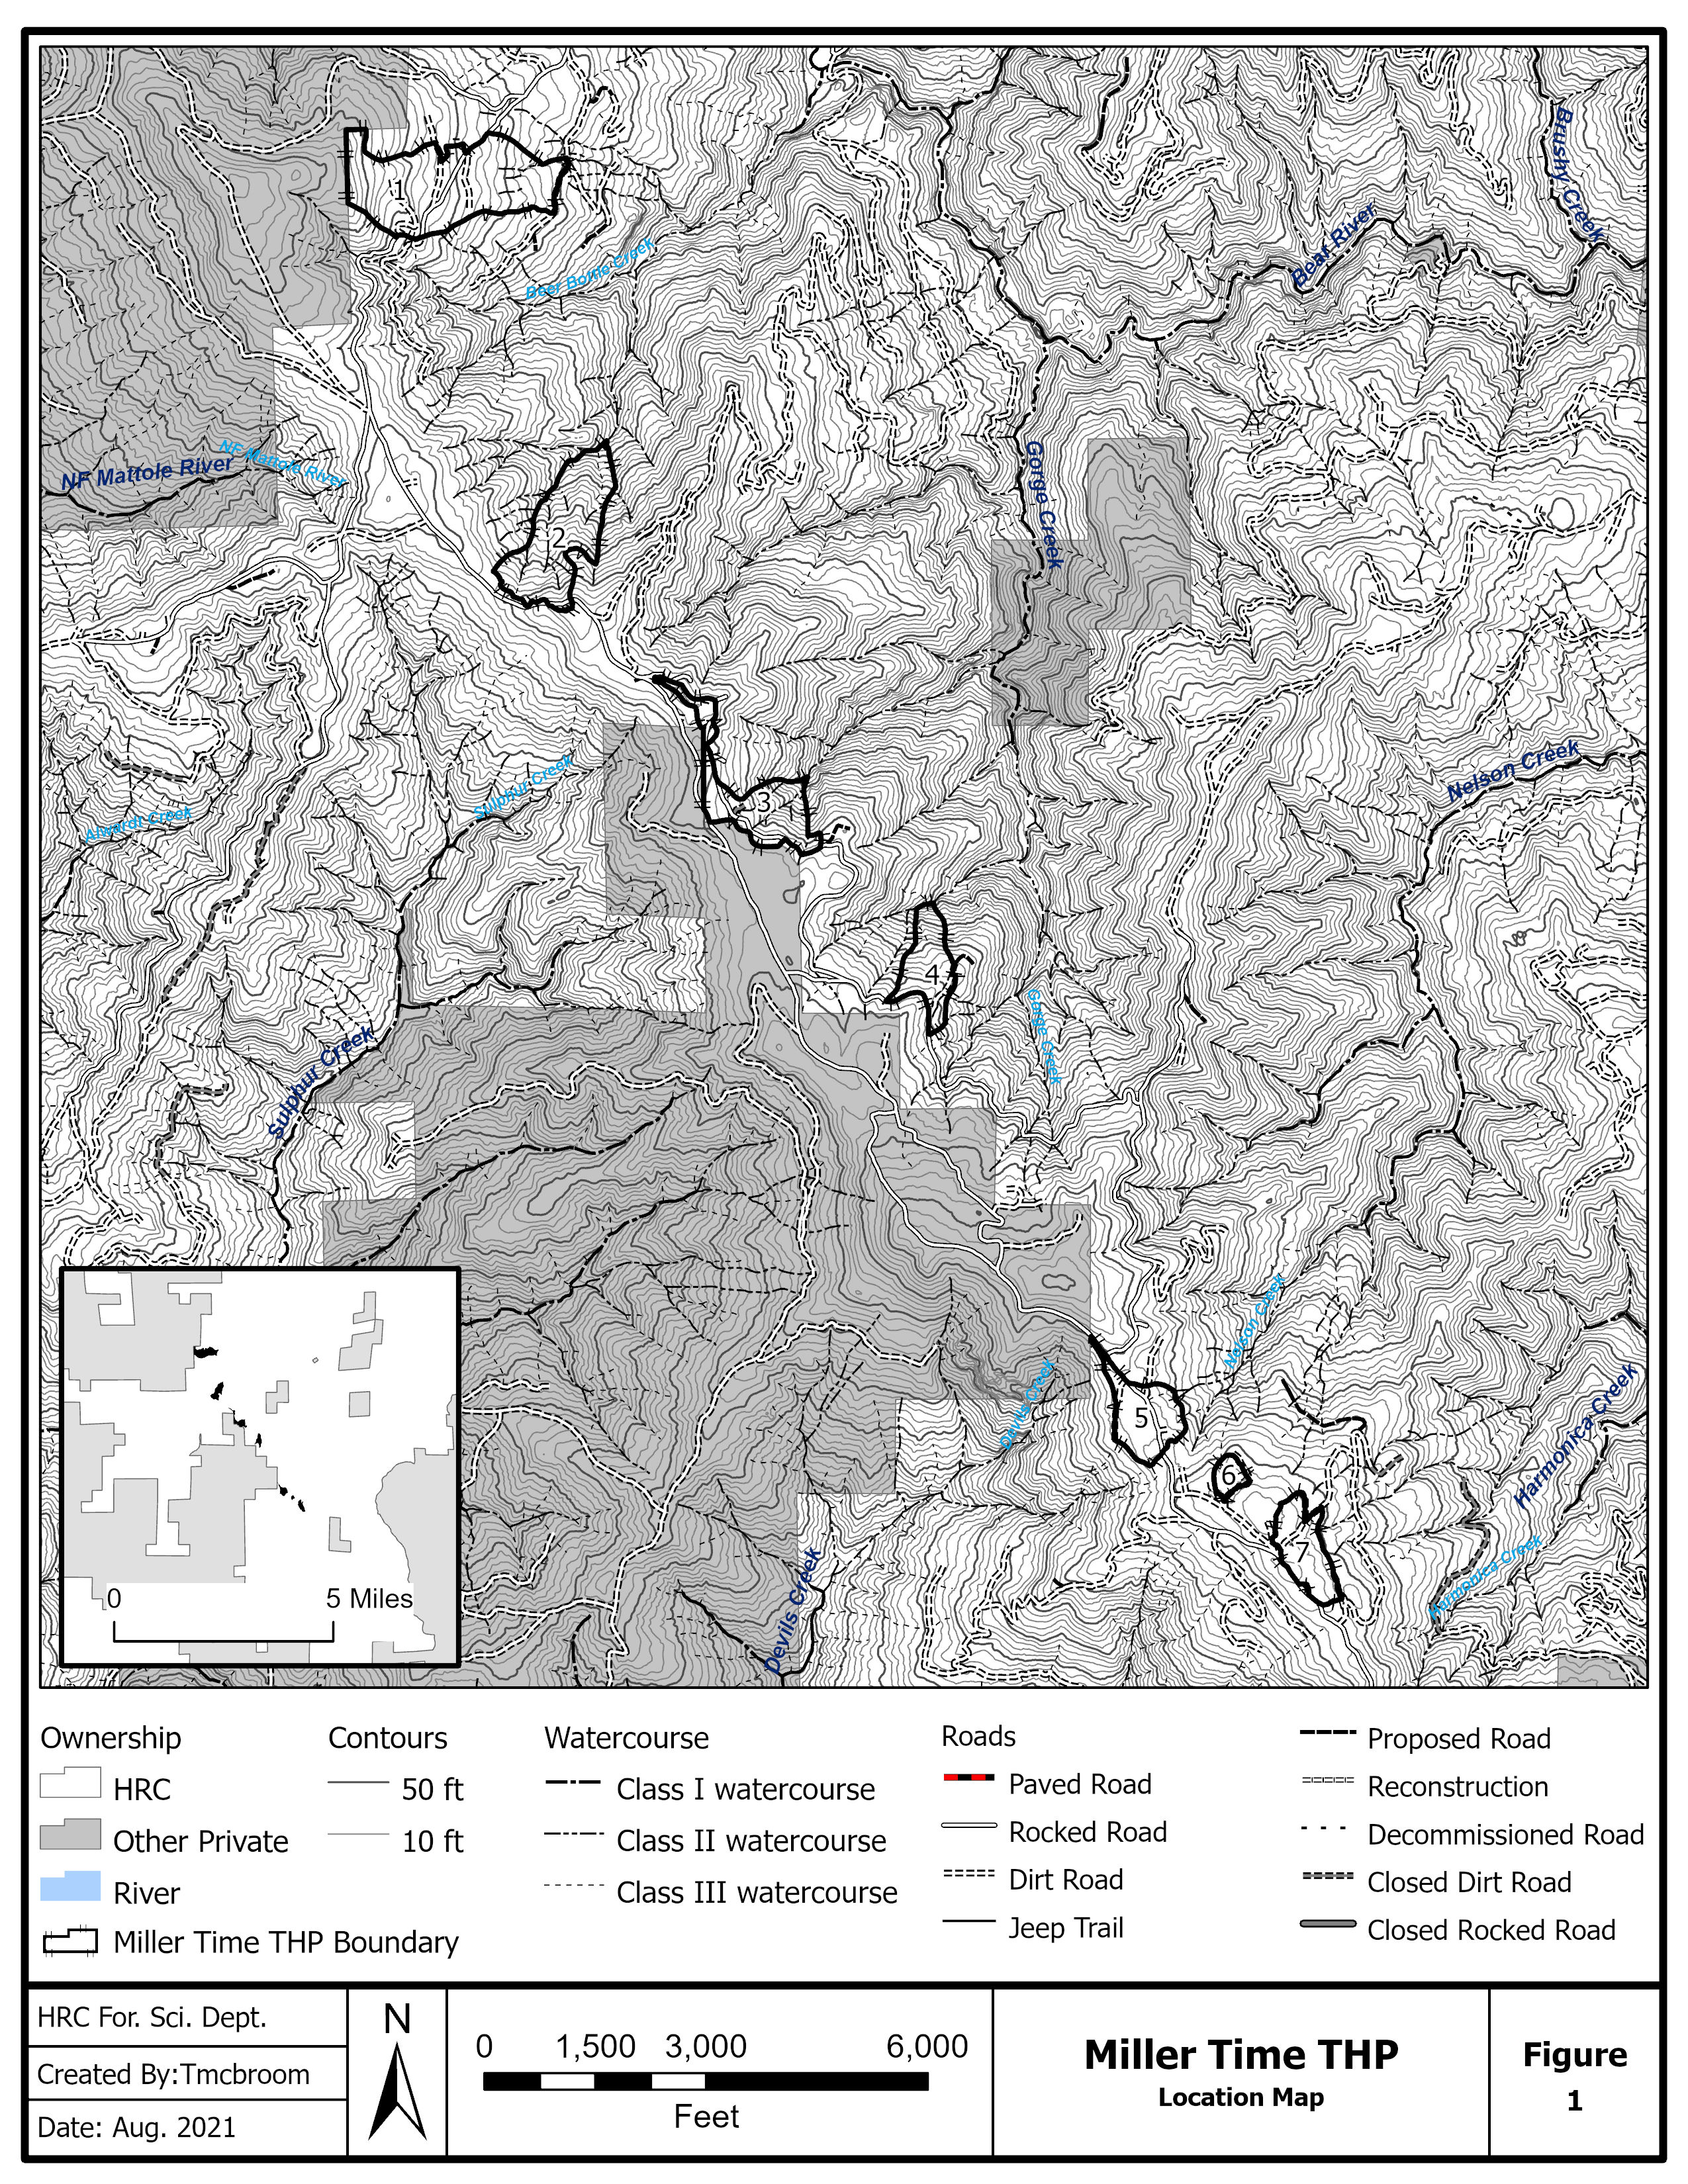 Brushy Creek
1
Bear River
Beer Bottle Creek
NF Mattole River
NF Mattole River
Gorge Creek
2
Nelson Creek
Sulphur Creek
3
Alwardt Creek
4
Gorge Creek
Sulphur Creek
Nelson Creek
Devils Creek
Harmonica Creek
5
6
7
Harmonica Creek
Devils Creek
0 5 Miles
Ownership
HRC
Other Private
River
Miller Time THP Boundary
Contours
50 ft
10 ft
Watercourse
Class I watercourse
Class II watercourse
Class III watercourse
Roads
Paved Road
Rocked Road
Dirt Road
Jeep Trail
Proposed Road
Reconstruction
Decommissioned Road
Closed Dirt Road
Closed Rocked Road
HRC For. Sci. Dept.
Created By:Tmcbroom
Date: Aug. 2021
N
0 1,500 3,000 6,000
Feet
Miller Time THP
Location Map
Figure
1